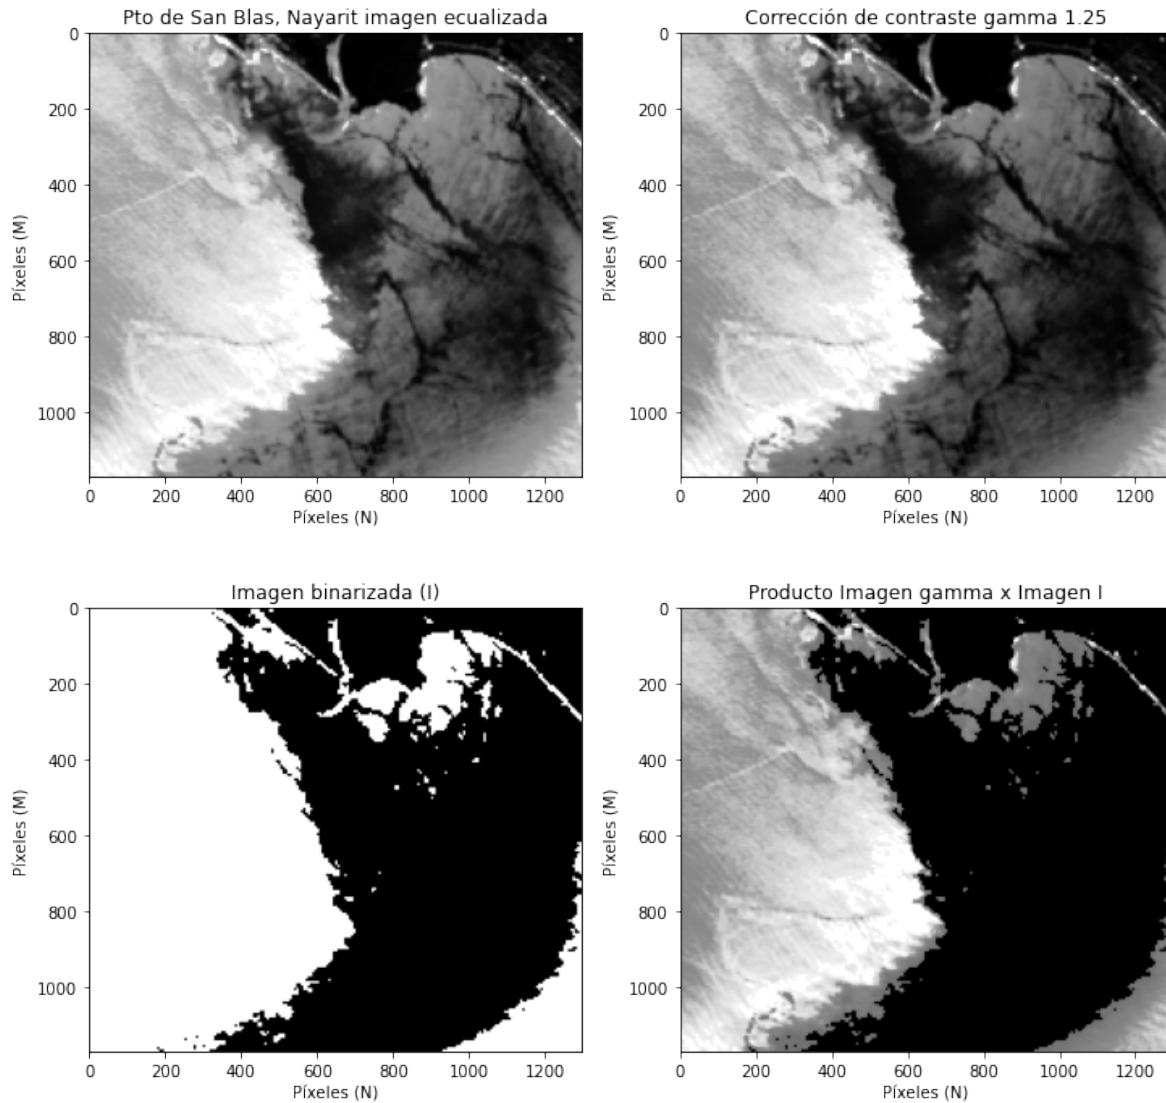 Pto de San Blas, Nayarit imagen ecualizada
0
200
400
600
800
1000
Píxeles (M)
0 200 400 600 800 1000 1200
Píxeles (N)
Corrección de contraste gamma 1.25
0
200
400
600
800
1000
Píxeles (M)
0 200 400 600 800 1000 1200
Píxeles (N)
Imagen binarizada (I)
0
200
400
600
800
1000
Píxeles (M)
0 200 400 600 800 1000 1200
Píxeles (N)
Producto Imagen gamma x Imagen I
0
200
400
600
800
1000
Píxeles (M)
0 200 400 600 800 1000 1200
Píxeles (N)